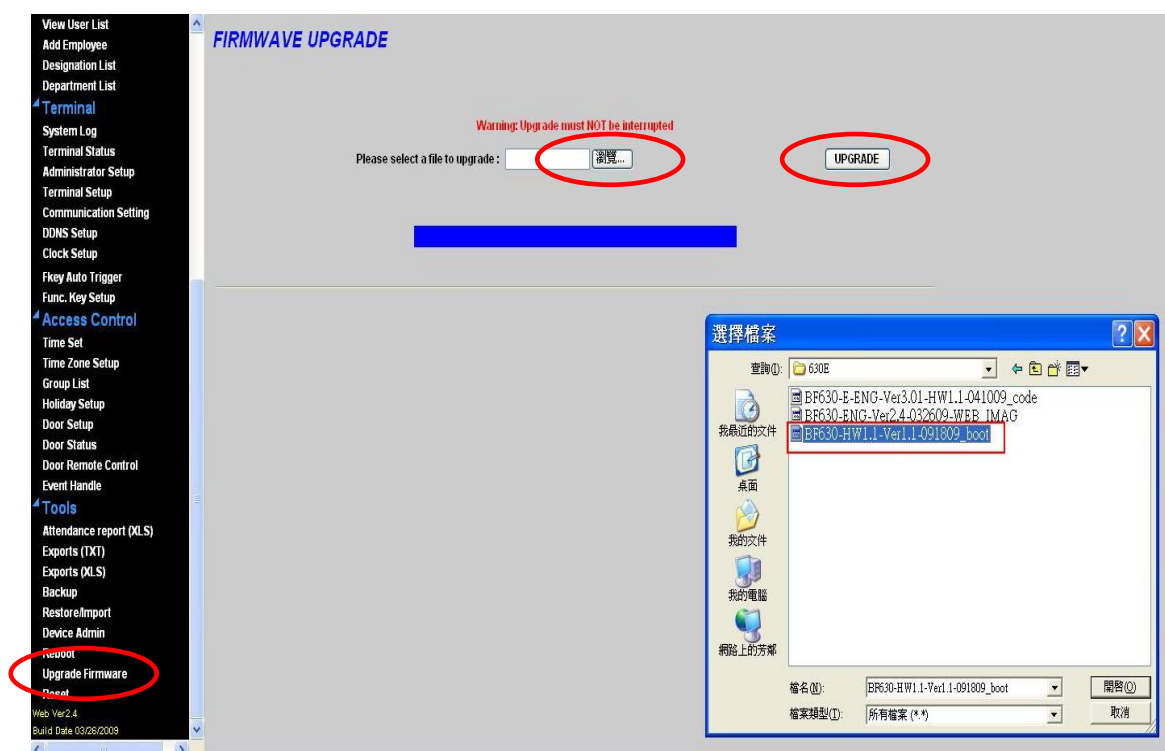 View User List
Add Employee
Designation List
Department List
Terminal
System Log
Terminal Status
Administrator Setup
Terminal Setup
Communication Setting
DDNS Setup
Clock Setup
Fkey Auto Trigger
Func. Key Setup
Access Control
Time Set
Time Zone Setup
Group List
Holiday Setup
Door Setup
Door Status
Door Remote Control
Event Handle
Tools
Attendance report (XLS)
Exports (TXT)
Exports (XLS)
Backup
Restore/Import
Device Admin
Reboot
Upgrade Firmware
Reset
Web Ver2.4
Build Date 03/26/2009
FIRMWAVE UPGRADE
Warning: Upgrade must NOT be interrupted
Please select a file to upgrade : 瀏覽... UPGRADE
選擇檔案
查詢(I): 630E
BF630-E-ENG-Ver3.01-HW1.1-041009_code
BF630-ENG-Ver2.4-032609-WEB_IMAG
BF630-HW1.1-Ver1.1-091809_boot
我最近的文件
桌面
我的文件
我的電腦
網路上的芳鄰
檔名(N): BF630-HW1.1-Ver1.1-091809_boot 開啓(O)
檔案類型(T): 所有檔案 (*.*) 取消